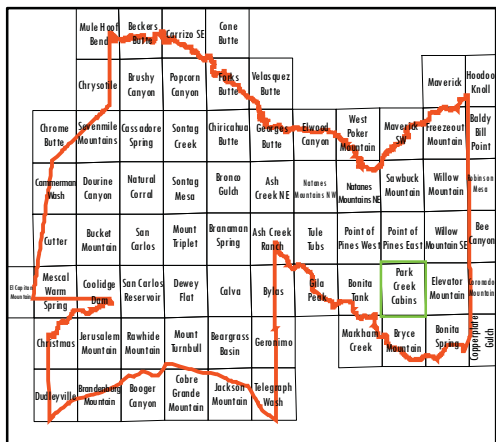 Mule Hoof
Bend
Beckers
Butte
Carrizo SE
Cone
Butte
Chrysotile
Brushy
Canyon
Popcorn
Canyon
Forks
Butte
Velasquez
Butte
Maverick
Hoodoo
Knoll
Chrome
Butte
Sevenmile
Mountains
Cassadore
Spring
Sontag
Creek
Chiricahua
Butte
Georges
Butte
Elwood
Canyon
West
Poker
Mountain
Maverick
SW
Freezeout
Mountain
Baldy
Bill
Point
Cammerman
Wash
Dourine
Canyon
Natural
Corral
Sontag
Mesa
Bronco
Gulch
Ash
Creek NE
Natanes
Mountains NW
Natanes
Mountains NE
Sawbuck
Mountain
Willow
Mountain
Robinson
Mesa
Cutter
Bucket
Mountain
San
Carlos
Mount
Triplet
Branaman
Spring
Ash Creek
Ranch
Tule
Tubs
Point of
Pines West
Point of
Pines East
Willow
Mountain SE
Bee
Canyon
El Capitan
Mountain
Mescal
Warm
Spring
Coolidge
Dam
San Carlos
Reservoir
Dewey
Flat
Calva
Bylas
Gila
Peak
Bonita
Tank
Park
Creek
Cabins
Elevator
Mountain
Coronado
Mountain
Christmas
Jerusalem
Mountain
Rawhide
Mountain
Mount
Turnbull
Beargrass
Basin
Geronimo
Markham
Creek
Bryce
Mountain
Bonita
Spring
Copperplate
Gulch
Dudleyville
Brandenburg
Mountain
Booger
Canyon
Cobre
Grande
Mountain
Jackson
Mountain
Telegraph
Wash